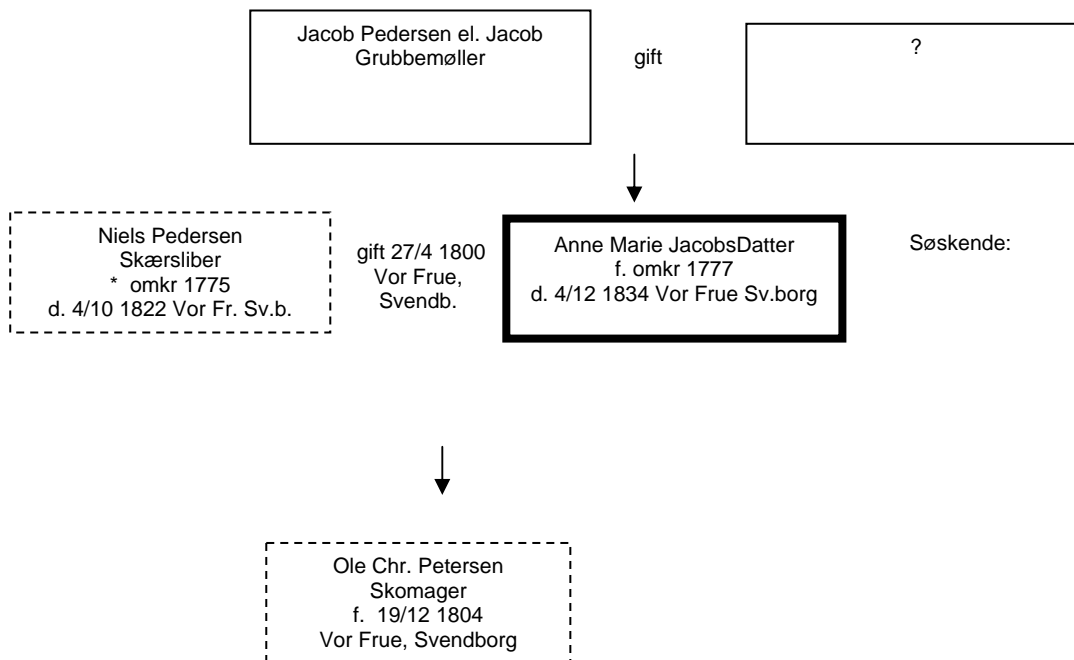 Jacob Pedersen el. Jacob
Grubbemøller
gift
?
Niels Pedersen
Skærsliber
* omkr 1775
d. 4/10 1822 Vor Fr. Sv.b.
gift 27/4 1800
Vor Frue,
Svendb.
Anne Marie JacobsDatter
f. omkr 1777
d. 4/12 1834 Vor Frue Sv.borg
Søskende:
Ole Chr. Petersen
Skomager
f. 19/12 1804
Vor Frue, Svendborg